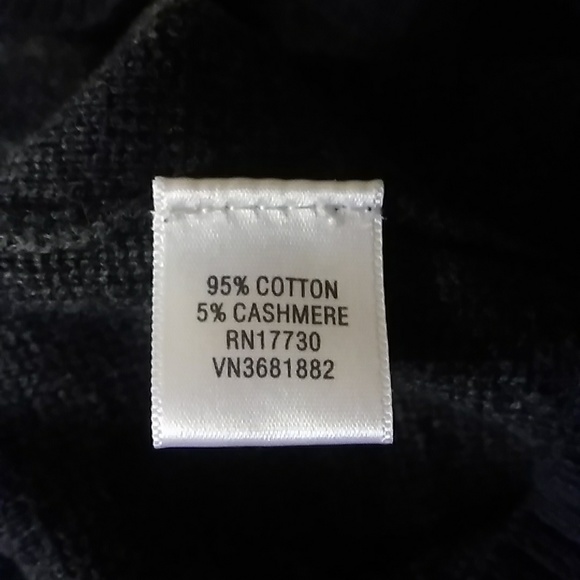 95% COTTON
5% CASHMERE
RN17730
VN3681882